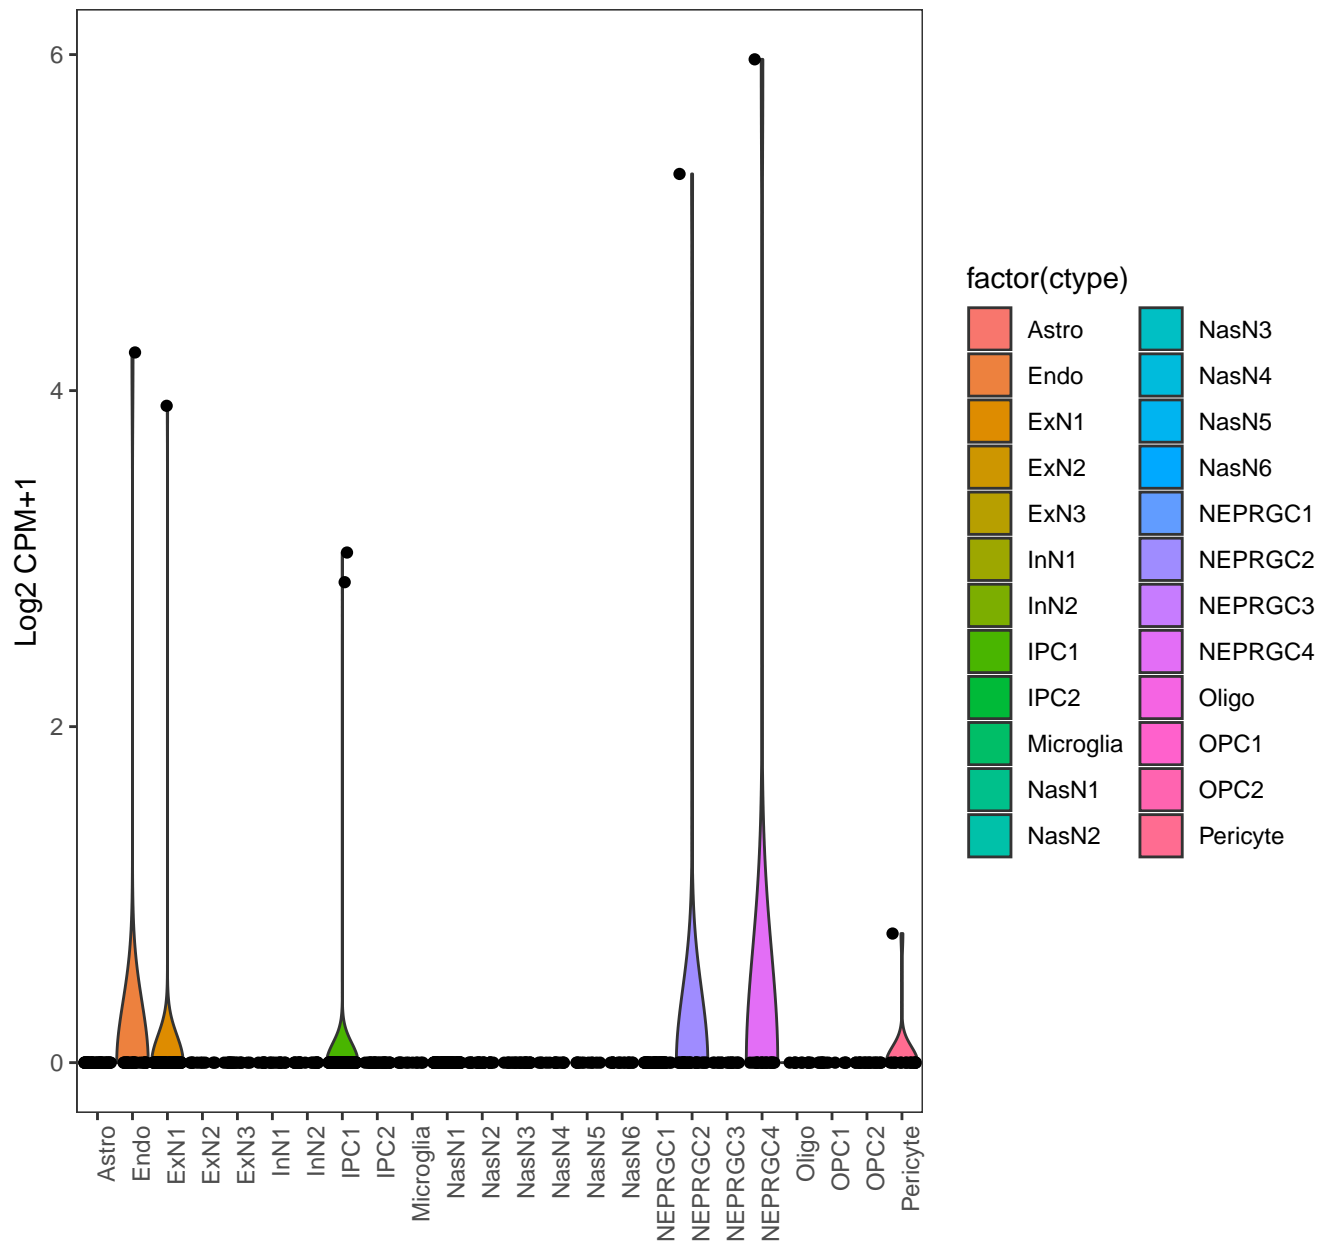 6
4
2
0
Log2 CPM+1
Astro
Endo
ExN1
ExN2
ExN3
InN1
InN2
IPC1
IPC2
Microglia
NasN1
NasN2
NasN3
NasN4
NasN5
NasN6
NEPRGC1
NEPRGC2
NEPRGC3
NEPRGC4
Oligo
OPC1
OPC2
Pericyte
factor(ctype)
Astro
Endo
ExN1
ExN2
ExN3
InN1
InN2
IPC1
IPC2
Microglia
NasN1
NasN2
NasN3
NasN4
NasN5
NasN6
NEPRGC1
NEPRGC2
NEPRGC3
NEPRGC4
Oligo
OPC1
OPC2
Pericyte